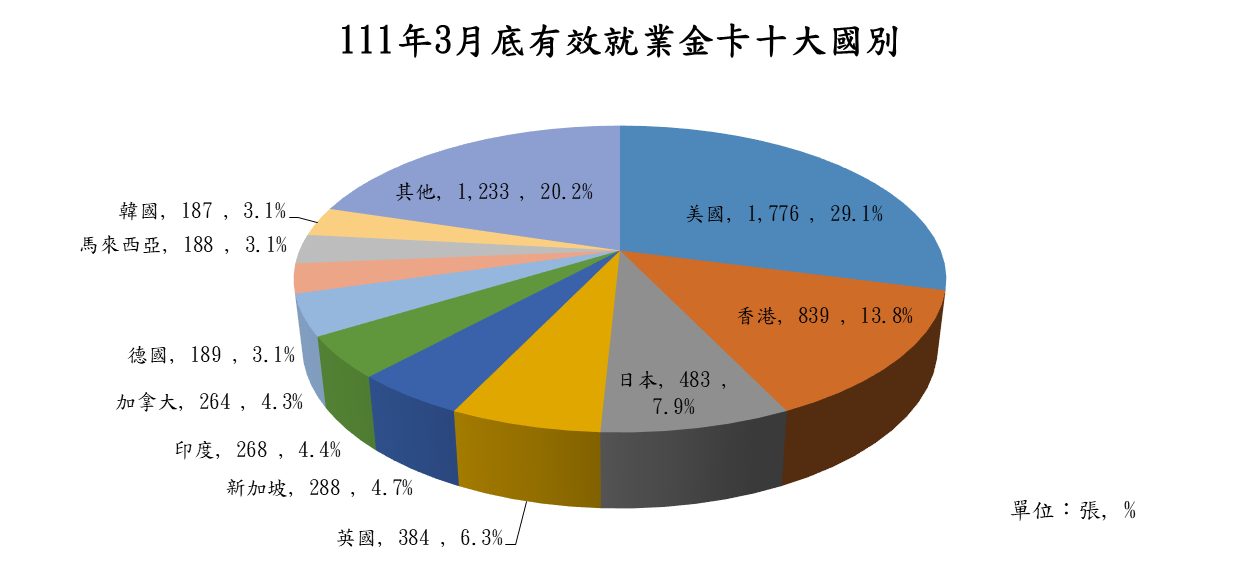 111年3月底有效就業金卡十大國別
其他, 1,233 , 20.2%
美國, 1,776 , 29.1%
韓國, 187 , 3.1%
馬來西亞, 188 , 3.1%
香港, 839 , 13.8%
德國, 189 , 3.1%
日本, 483 ,
7.9%
加拿大, 264 , 4.3%
印度, 268 , 4.4%
新加坡, 288 , 4.7%
英國, 384 , 6.3%
單位：張, %